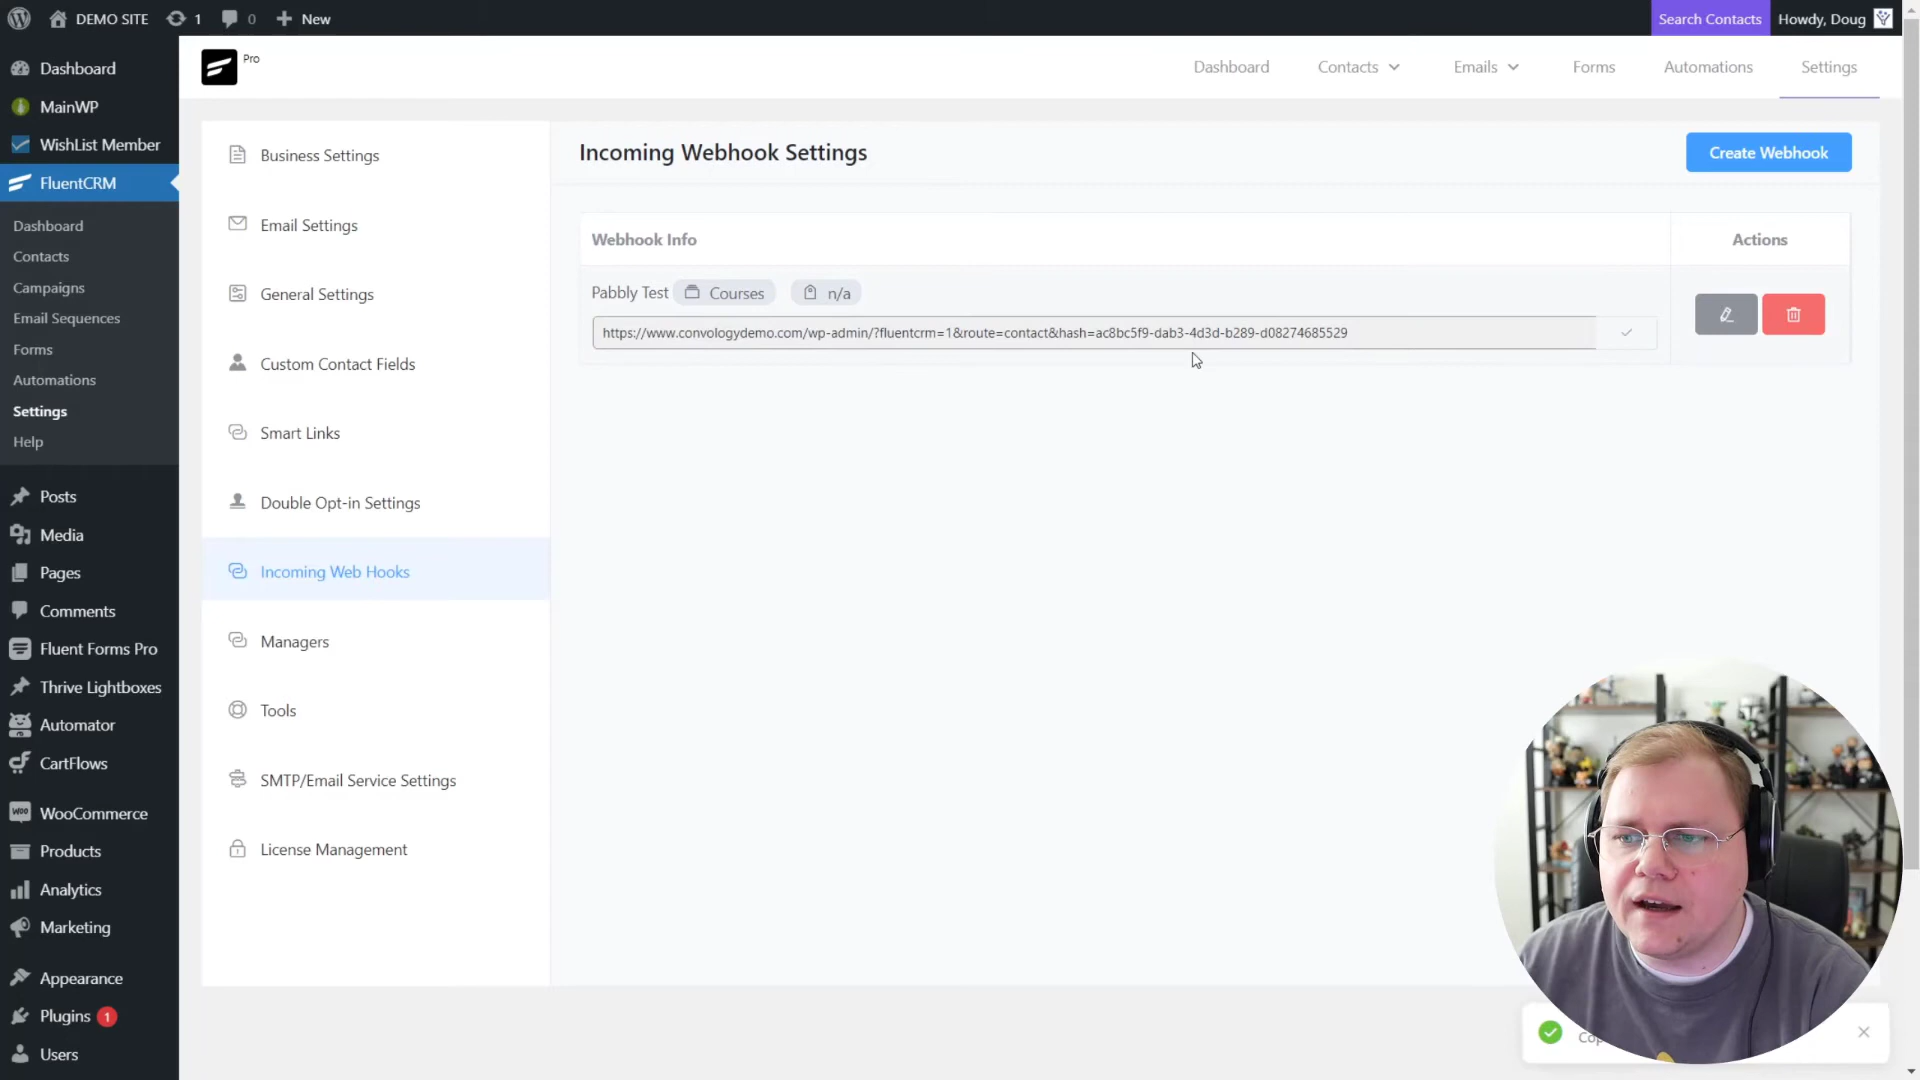 DEMO SITE
1
0
New
Search Contacts
Howdy, Doug
Dashboard
MainWP
WishList Member
FluentCRM
Dashboard
Contacts
Campaigns
Email Sequences
Forms
Automations
Settings
Help
Posts
Media
Pages
Comments
Fluent Forms Pro
Thrive Lightboxes
Automator
CartFlows
WooCommerce
Products
Analytics
Marketing
Appearance
Plugins 1
Users
Pro
Dashboard
Contacts
Emails
Forms
Automations
Settings
Business Settings
Email Settings
General Settings
Custom Contact Fields
Smart Links
Double Opt-in Settings
Incoming Web Hooks
Managers
Tools
SMTP/Email Service Settings
License Management
Incoming Webhook Settings
Create Webhook
Webhook Info
Actions
Pabbly Test
Courses
n/a
https://www.convologydemo.com/wp-admin/?fluentcrm=1&route=contact&hash=ac8bc5f9-dab3-4d3d-b289-d08274685529